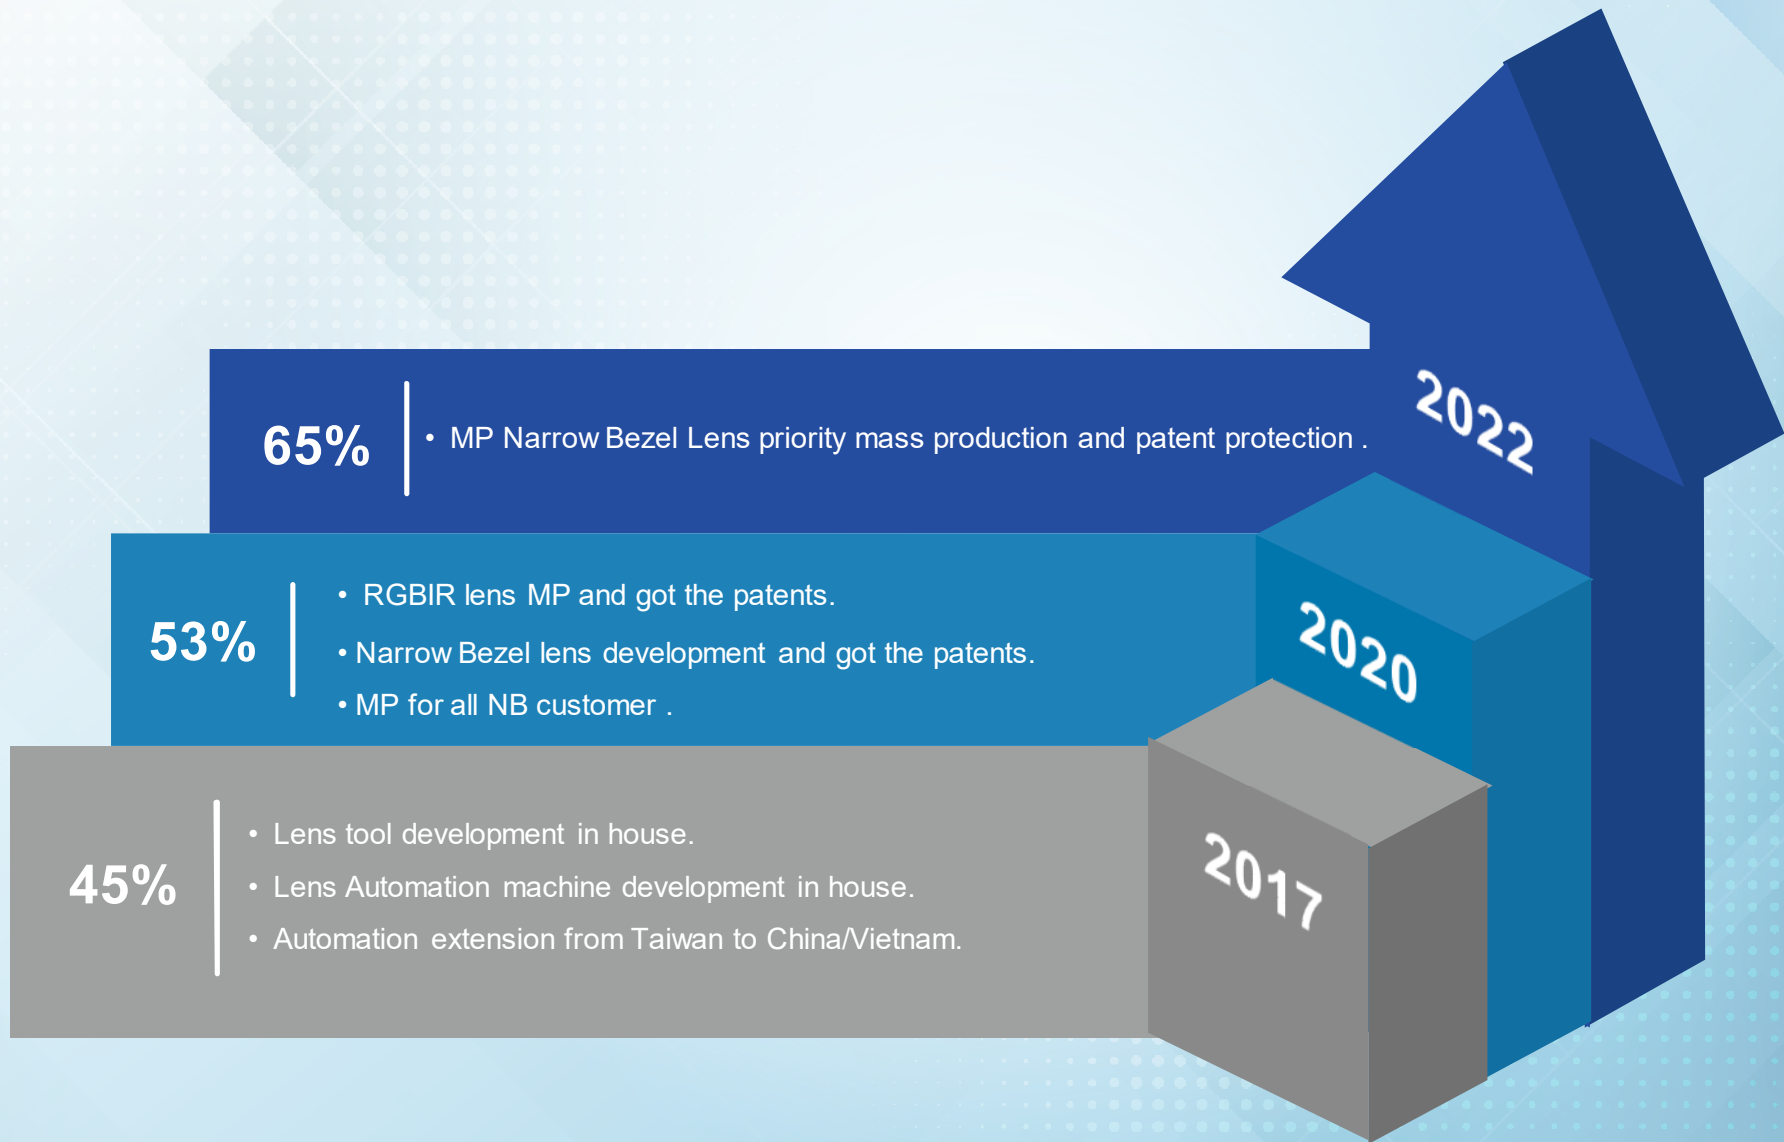 2022
65%
• MP Narrow Bezel Lens priority mass production and patent protection .
2020
53%
• RGBIR lens MP and got the patents.
• Narrow Bezel lens development and got the patents.
• MP for all NB customer .
2017
45%
• Lens tool development in house.
• Lens Automation machine development in house.
• Automation extension from Taiwan to China/Vietnam.